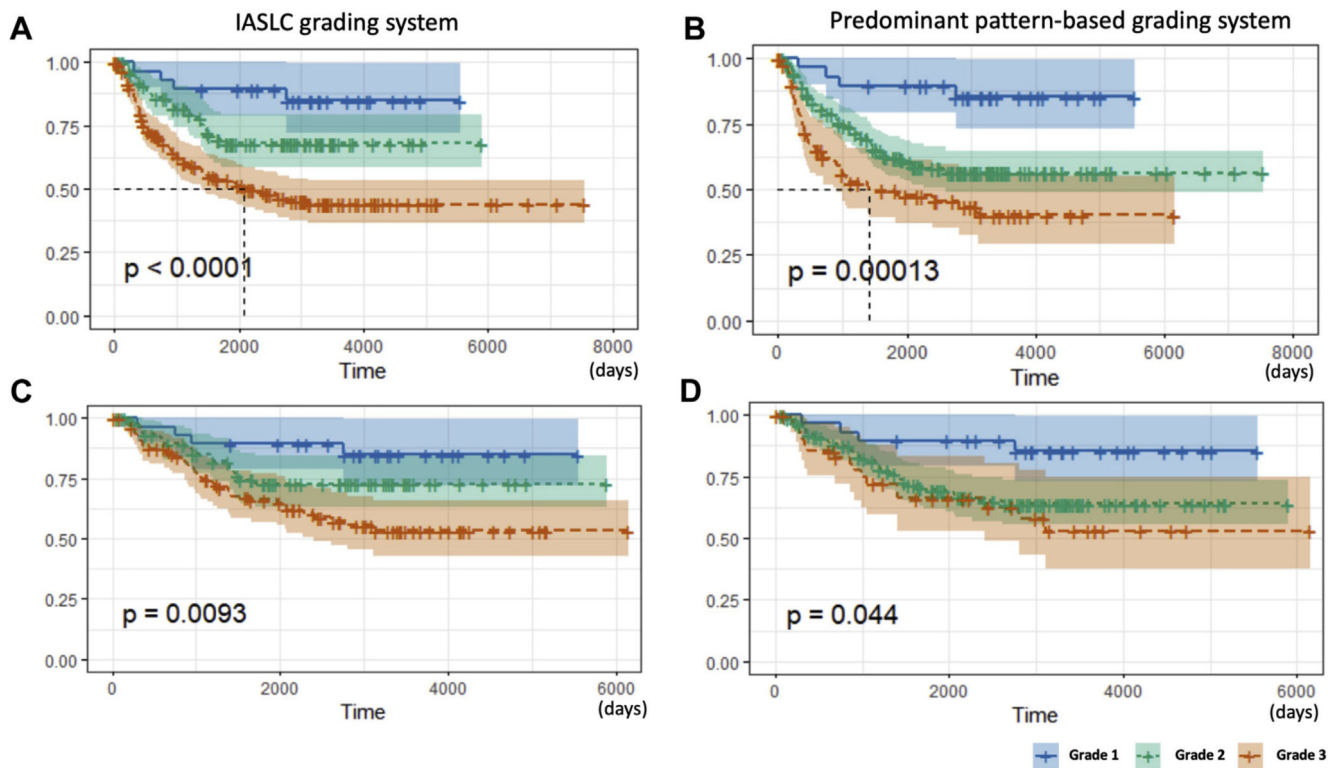 IASLC grading system
Predominant pattern-based grading system
A
1.00
0.75
0.50
0.25
0.00
p < 0.0001
0 2000 4000 6000 8000
Time (days)
B
1.00
0.75
0.50
0.25
0.00
p = 0.00013
0 2000 4000 6000 8000
Time (days)
C
1.00
0.75
0.50
0.25
0.00
p = 0.0093
0 2000 4000 6000
Time (days)
D
1.00
0.75
0.50
0.25
0.00
p = 0.044
0 2000 4000 6000
Time (days)
Grade 1 Grade 2 Grade 3